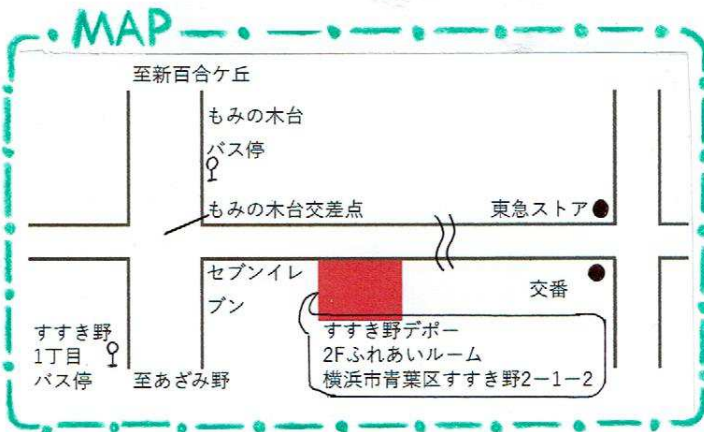 MAP
至新百合ケ丘
もみの木台
バス停
もみの木台交差点
東急ストア
セブンイレ
ブン
交番
すすき野
1丁目
バス停
至あざみ野
すすき野デポー
2Fふれあいルーム
横浜市青葉区すすき野2ー1ー2